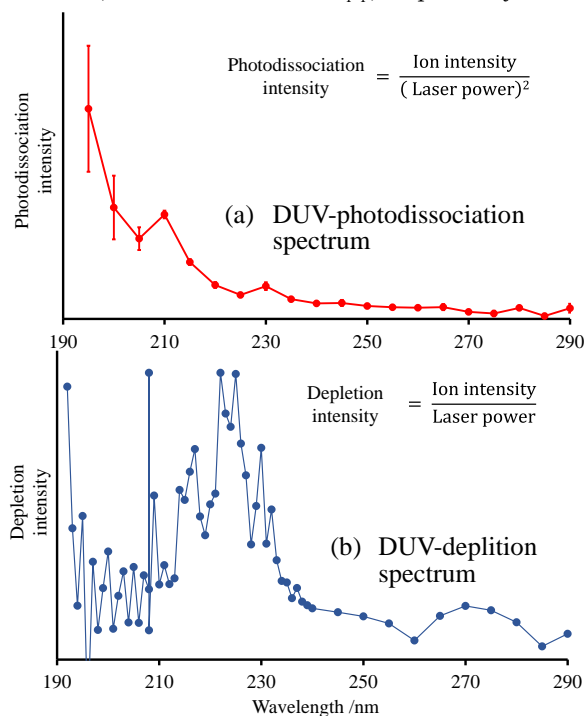 Photodissociation intensity = Ion intensity / ( Laser power)²
Photodissociation
intensity
(a) DUV-photodissociation
spectrum
190 210 230 250 270 290
Depletion intensity = Ion intensity / Laser power
Depletion
intensity
(b) DUV-deplition
spectrum
190 210 230 250 270 290
Wavelength /nm